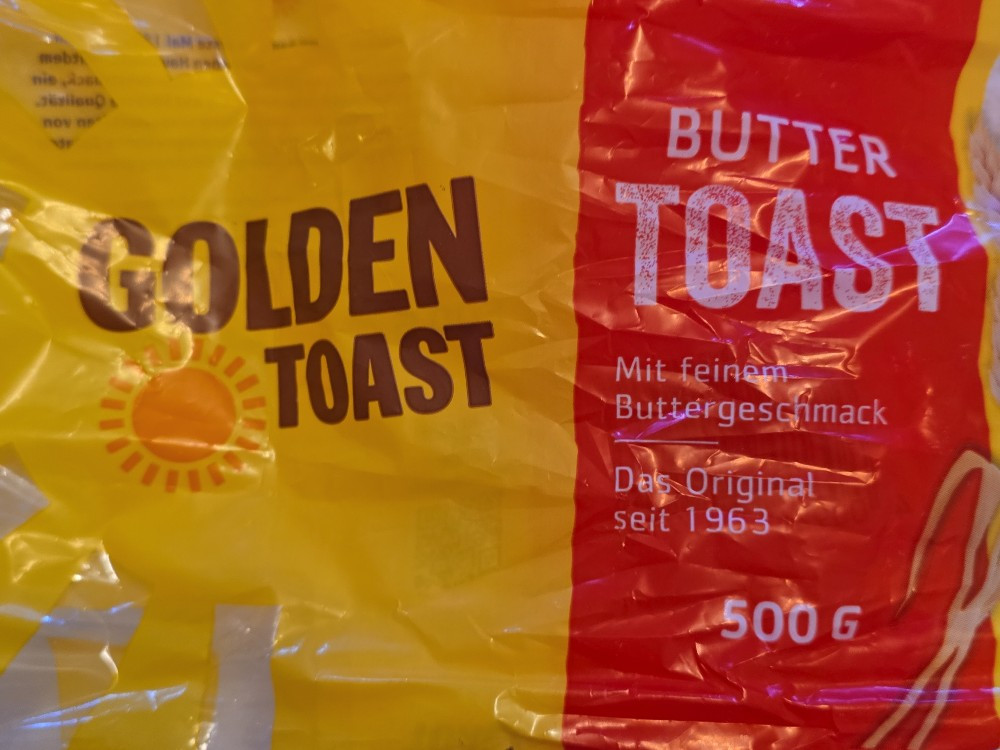 GOLDEN
TOAST
BUTTER
TOAST
Mit feinem
Buttergeschmack
Das Original
seit 1963
500 G